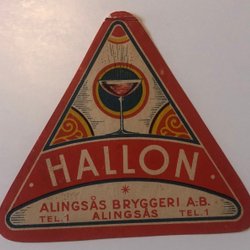 HALLON
*
ALINGSÅS BRYGGERI A-B.
TEL. 1 ALINGSÅS TEL. 1